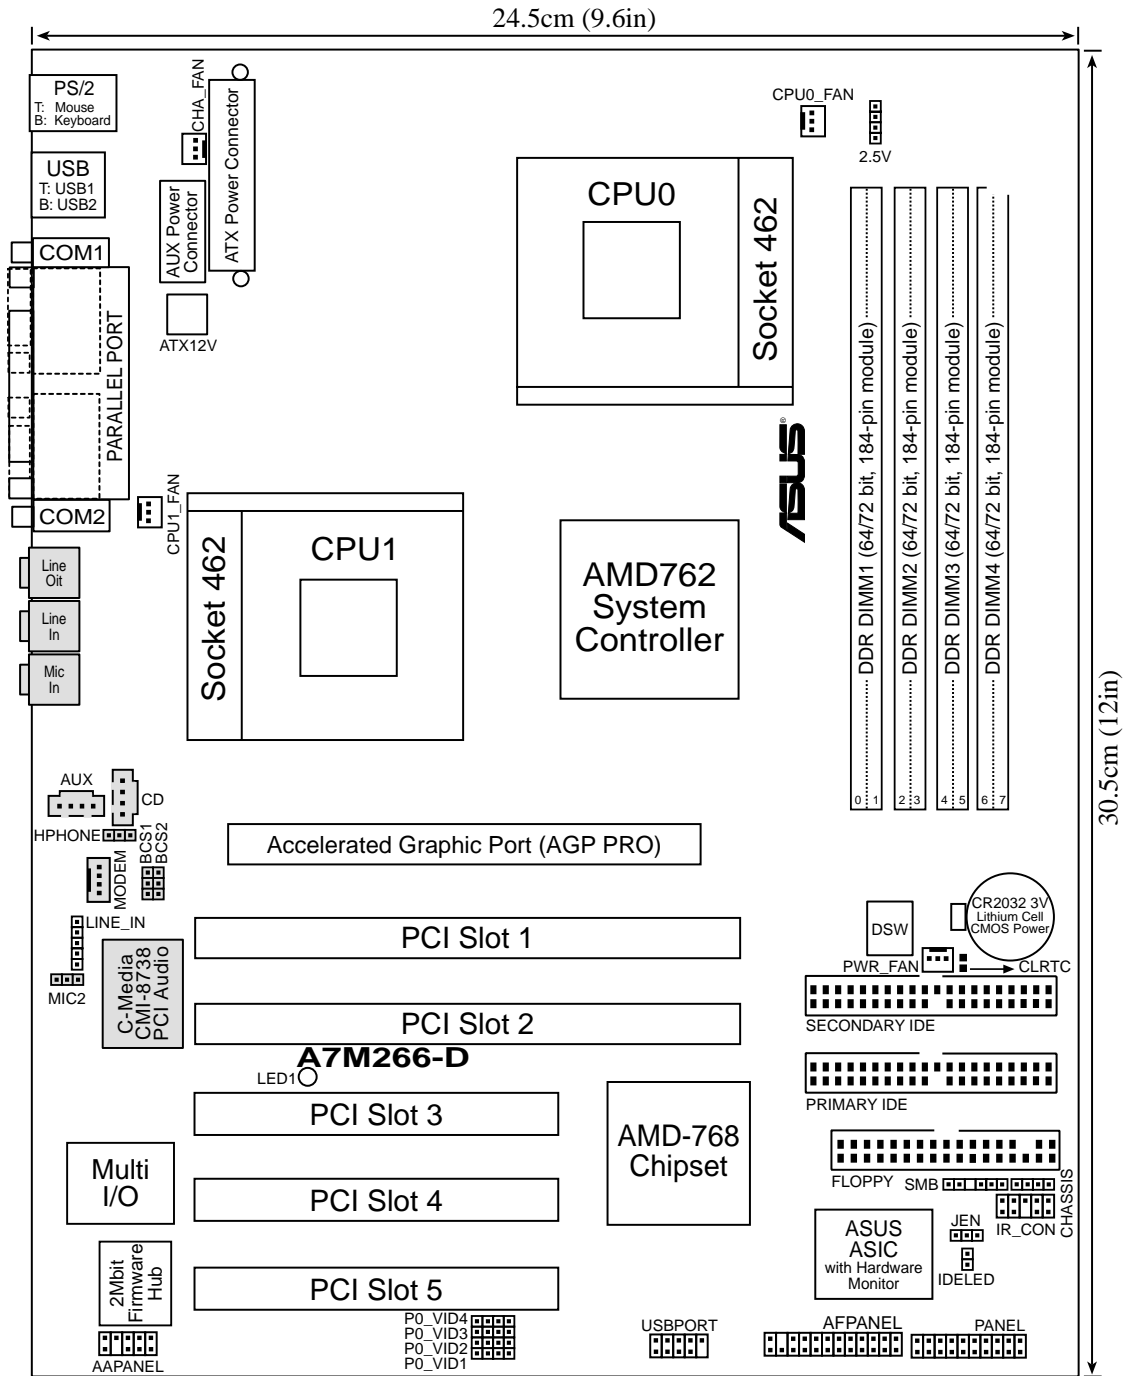 24.5cm (9.6in)
PS/2
T: Mouse
B: Keyboard
CHA_FAN
ATX Power Connector
CPU0_FAN
2.5V
USB
T: USB1
B: USB2
AUX Power
Connector
CPU0
Socket 462
COM1
ATX12V
PARALLEL PORT
ASUS®
DDR DIMM1 (64/72 bit, 184-pin module)
DDR DIMM2 (64/72 bit, 184-pin module)
DDR DIMM3 (64/72 bit, 184-pin module)
DDR DIMM4 (64/72 bit, 184-pin module)
0 1
2 3
4 5
6 7
30.5cm (12in)
COM2
CPU1_FAN
Socket 462
CPU1
AMD762
System
Controller
Line
Oit
Line
In
Mic
In
AUX
CD
HPHONE
BCS1
BCS2
MODEM
Accelerated Graphic Port (AGP PRO)
LINE_IN
MIC2
C-Media
CMI-8738
PCI Audio
PCI Slot 1
DSW
CR2032 3V
Lithium Cell
CMOS Power
PWR_FAN
CLRTC
PCI Slot 2
SECONDARY IDE
A7M266-D
LED1
PCI Slot 3
PRIMARY IDE
AMD-768
Chipset
Multi
I/O
PCI Slot 4
FLOPPY
SMB
CHASSIS
IR_CON
JEN
IDELED
ASUS
ASIC
with Hardware
Monitor
2Mbit
Firmware
Hub
PCI Slot 5
AAPANEL
P0_VID4
P0_VID3
P0_VID2
P0_VID1
USBPORT
AFPANEL
PANEL